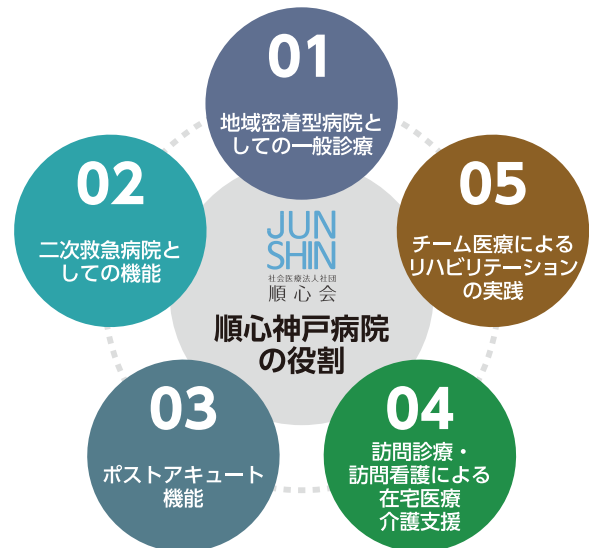 01
地域密着型病院と
しての一般診療
02
二次救急病院と
しての機能
05
チーム医療による
リハビリテーション
の実践
JUN
SHIN
社会医療法人社団
順心会
順心神戸病院
の役割
03
ポストアキュート
機能
04
訪問診療・
訪問看護による
在宅医療
介護支援